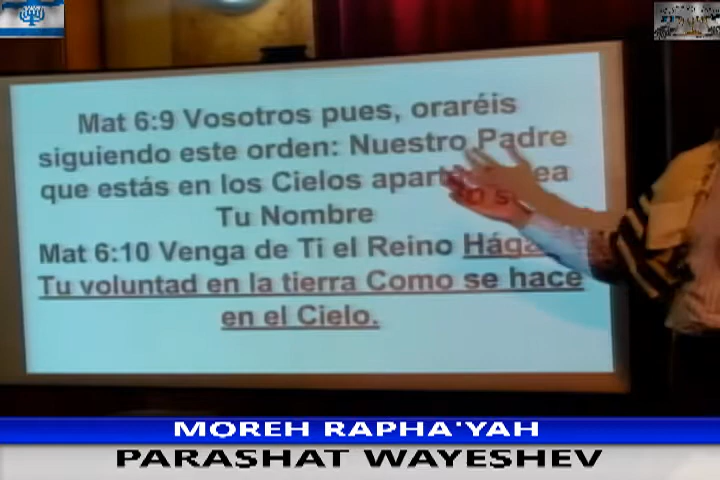 Mat 6:9 Vosotros pues, oraréis
siguiendo este orden: Nuestro Padre
que estás en los Cielos
Tu Nombre
Mat 6:10 Venga de Ti el Reino
Tu voluntad en la tierra Como se hace
en el Cielo.
MOREH RAPHA'YAH
PARASHAT WAYESHEV